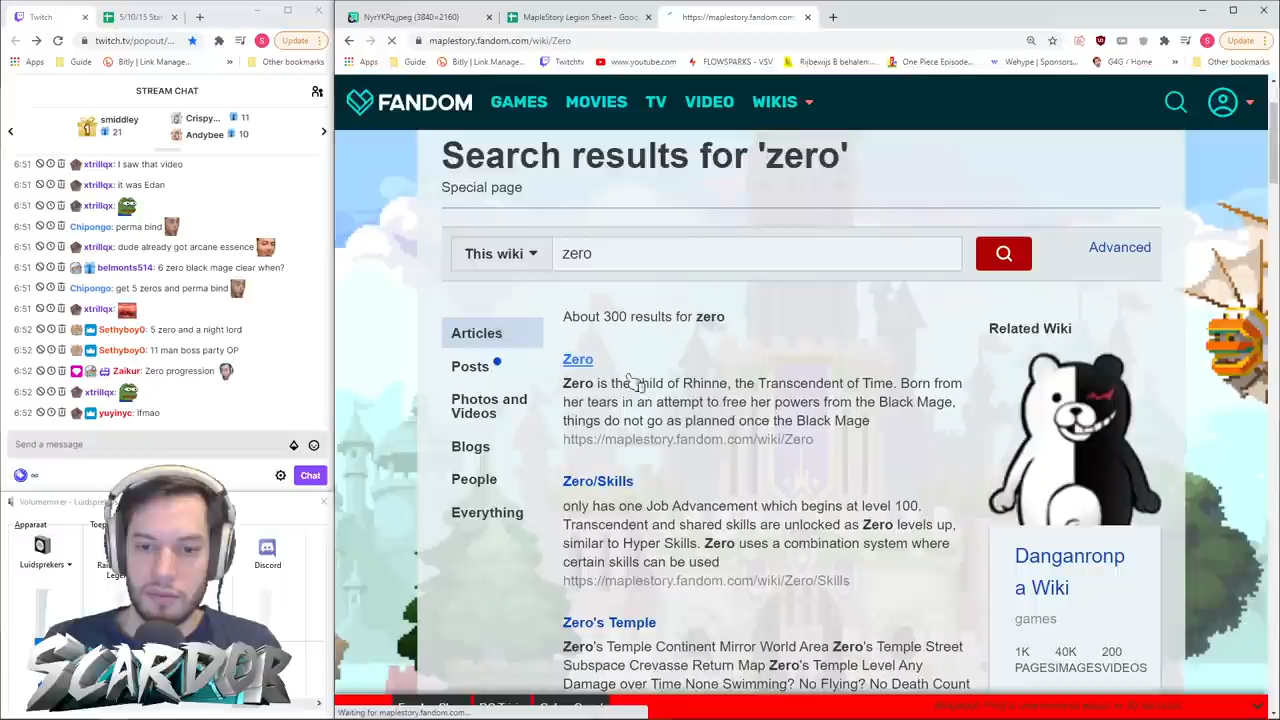 Twitch
5/10/15 Star
NyrYKPq.jpeg (3840×2160)
MapleStory Legion Sheet - Goog
https://maplestory.fandom.com
twitch.tv/popout/...
Update
maplestory.fandom.com/wiki/Zero
Update
Apps
Guide
Bitly | Link Manage...
»
Other bookmarks
Apps
Guide
Bitly | Link Manage...
Twitchtv
www.youtube.com
FLOWSPARKS - VSV
Rijbewijs B behalen:...
One Piece Episode...
Wehype | Sponsors...
G4G / Home
»
Other bookmarks
STREAM CHAT
smiddley
21
Crispy...
11
Andybee
10
6:51 xtrillqx: I saw that video
6:51 xtrillqx: it was Edan
6:51 xtrillqx:
6:51 Chipongo: perma bind
6:51 xtrillqx: dude already got arcane essence
6:51 belmonts514: 6 zero black mage clear when?
6:51 Chipongo: get 5 zeros and perma bind
6:51 xtrillqx:
6:52 Sethyboy0: 5 zero and a night lord
6:52 Sethyboy0: 11 man boss party OP
6:52 Zaikur: Zero progression
6:52 xtrillqx:
6:52 yuyinyc: lfmao
Send a message
∞
Chat
Volumemixer - Luidspre
Apparaat
Toep
Luidsprekers
Discord
SCARDOR
FANDOM
GAMES
MOVIES
TV
VIDEO
WIKIS
Search results for 'zero'
Special page
This wiki
zero
Advanced
Articles
Posts
Photos and
Videos
Blogs
People
Everything
About 300 results for zero
Zero
Zero is the child of Rhinne, the Transcendent of Time. Born from
her tears in an attempt to free her powers from the Black Mage,
things do not go as planned once the Black Mage
https://maplestory.fandom.com/wiki/Zero
Zero/Skills
only has one Job Advancement which begins at level 100.
Transcendent and shared skills are unlocked as Zero levels up,
similar to Hyper Skills. Zero uses a combination system where
certain skills can be used
https://maplestory.fandom.com/wiki/Zero/Skills
Zero's Temple
Zero's Temple Continent Mirror World Area Zero's Temple Street
Subspace Crevasse Return Map Zero's Temple Level Any
Damage over Time None Swimming? No Flying? No Death Count
Related Wiki
Danganronp
a Wiki
games
1K
PAGES
40K
IMAGES
200
VIDEOS
Waiting for maplestory.fandom.com...